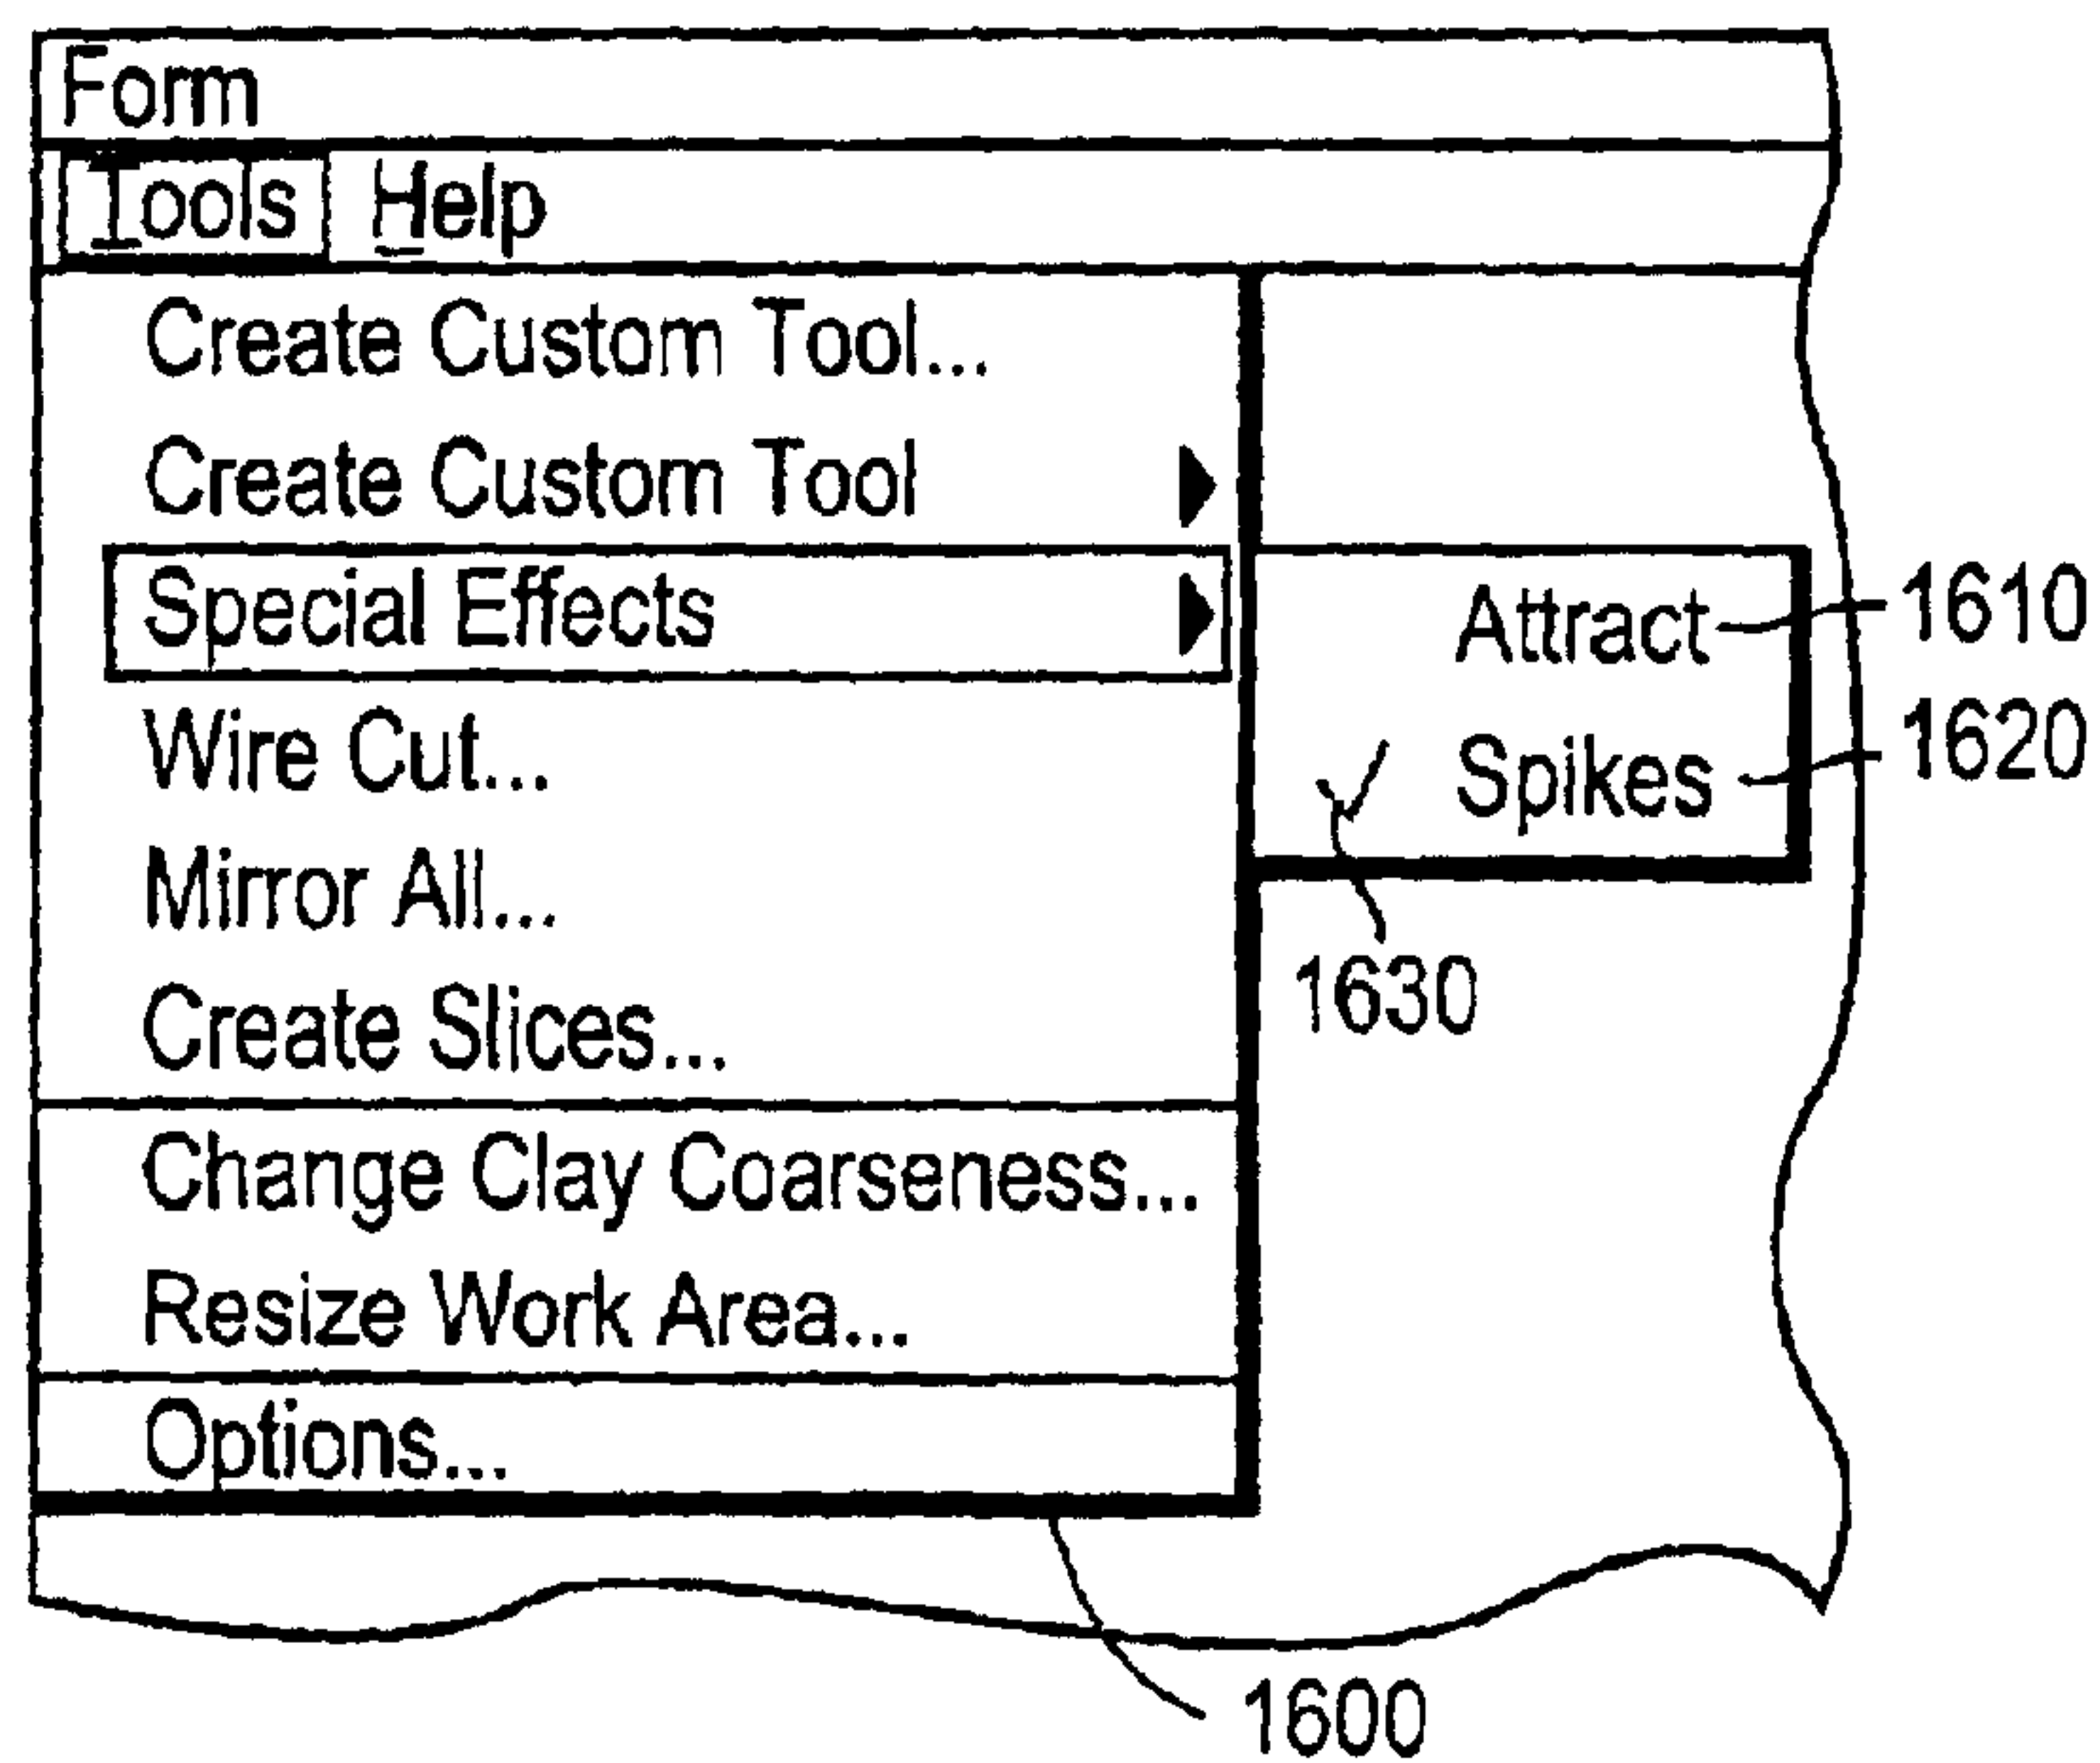 Form
Tools Help
Create Custom Tool...
Create Custom Tool
Special Effects
Attract 1610
Wire Cut...
✓ Spikes 1620
Mirror All...
1630
Create Slices...
Change Clay Coarseness...
Resize Work Area...
Options...
1600